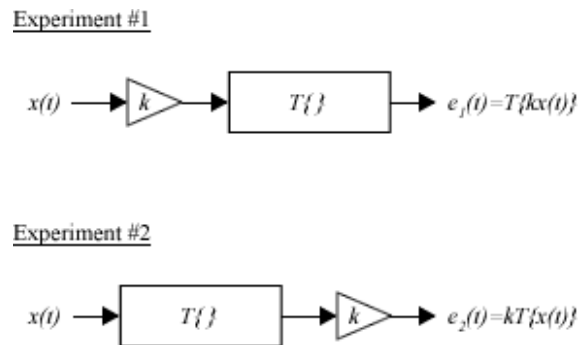 Experiment #1
x(t) k T{ } e₁(t)=T{kx(t)}
Experiment #2
x(t) T{ } k e₂(t)=kT{x(t)}